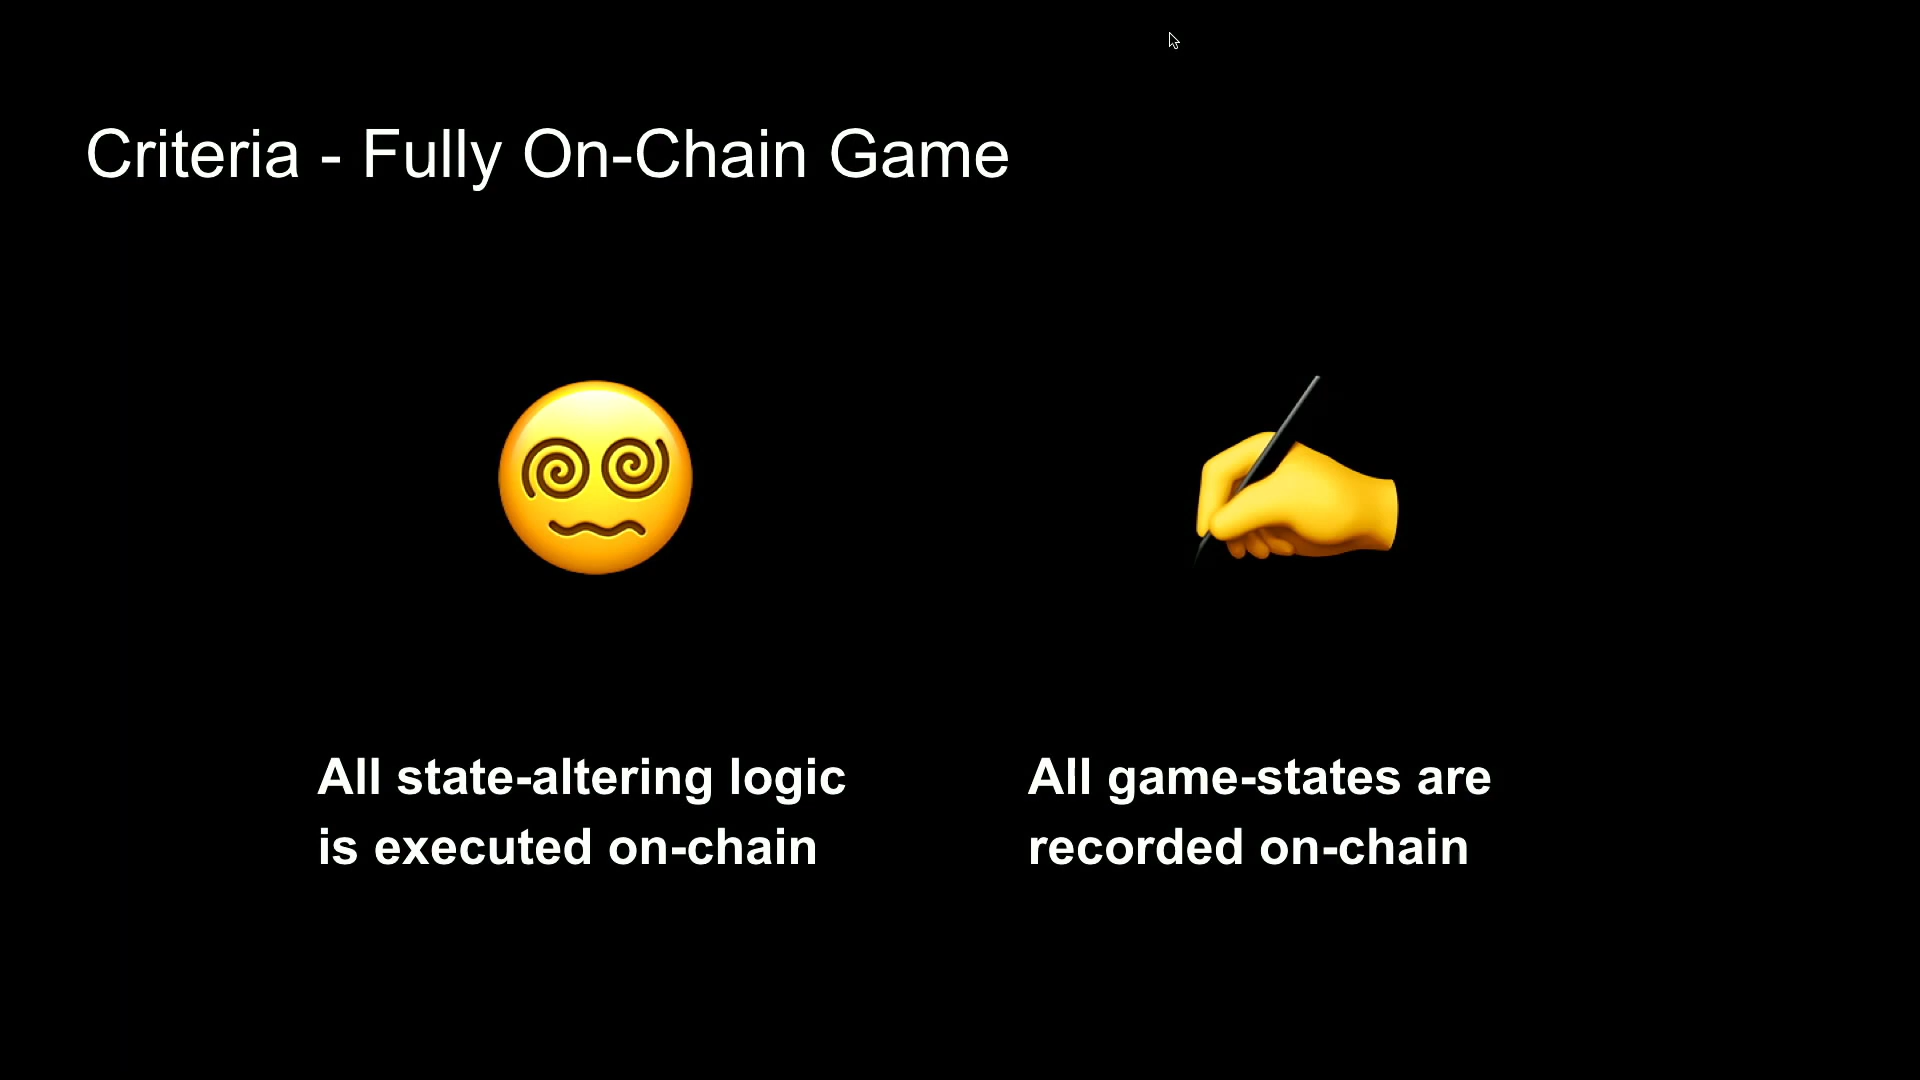 Criteria - Fully On-Chain Game
All state-altering logic
is executed on-chain
All game-states are
recorded on-chain